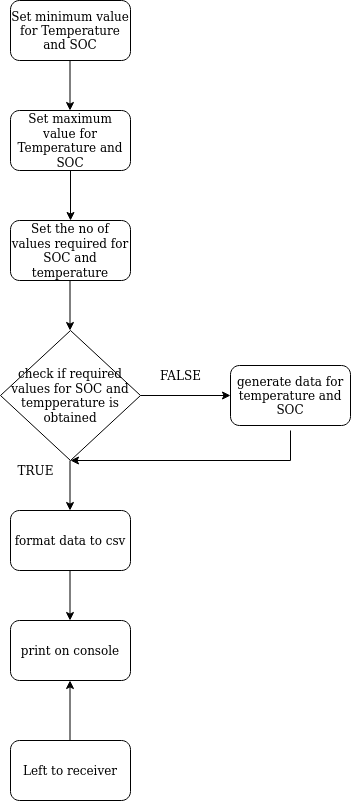 Set minimum value
for Temperature
and SOC
Set maximum
value for
Temperature and
SOC
Set the no of
values required for
SOC and
temperature
check if required
values for SOC and
tempperature is
obtained
FALSE
generate data for
temperature and
SOC
TRUE
format data to csv
print on console
Left to receiver